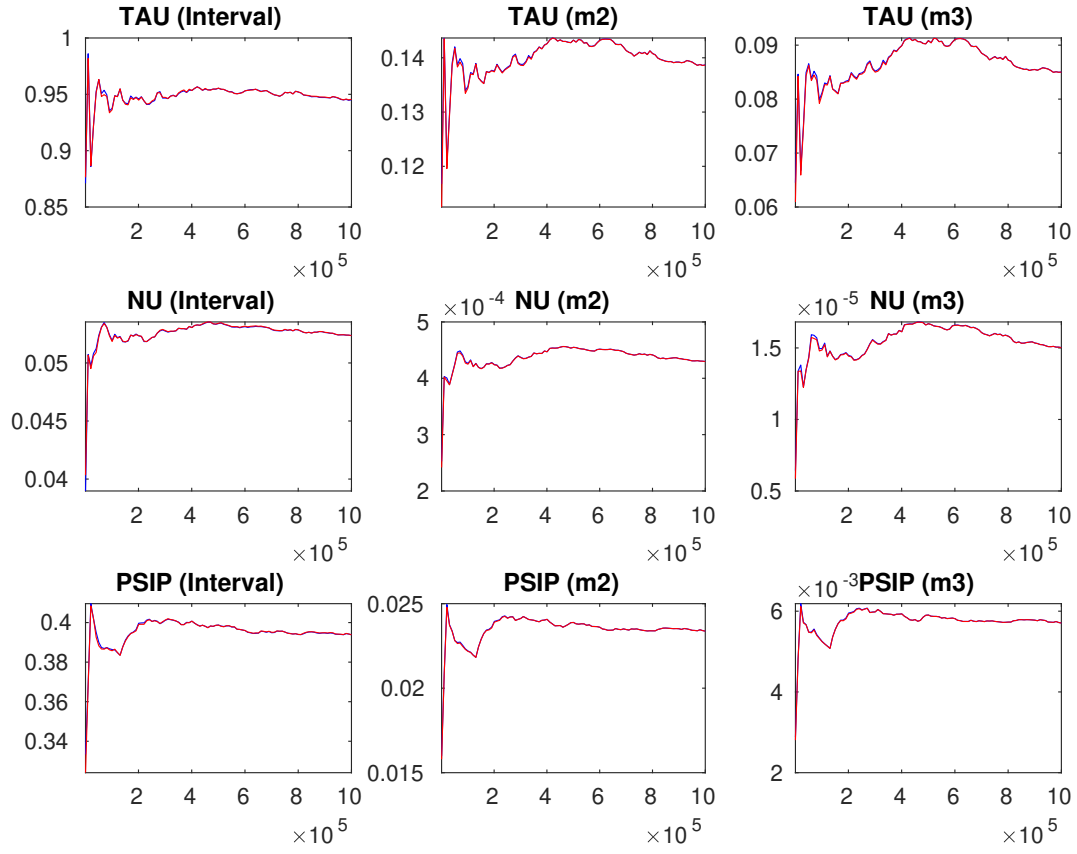 TAU (Interval) TAU (m2) TAU (m3)
1
0.95
0.9
0.85
2 4 6 8 10
×10 5
0.14
0.12
2 4 6 8 10
×10 5
0.09
0.08
0.07
0.06
2 4 6 8 10
×10 5
NU (Interval)
0.05
0.045
0.04
2 4 6 8 10
×10 5
×10 -4 NU (m2)
5
4
3
2
2 4 6 8 10
×10 5
×10 -5 NU (m3)
1.5
1
0.5
2 4 6 8 10
×10 5
PSIP (Interval)
0.4
0.38
0.36
0.34
2 4 6 8 10
×10 5
PSIP (m2)
0.025
0.02
0.015
2 4 6 8 10
×10 5
×10 -3 PSIP (m3)
6
4
2
2 4 6 8 10
×10 5